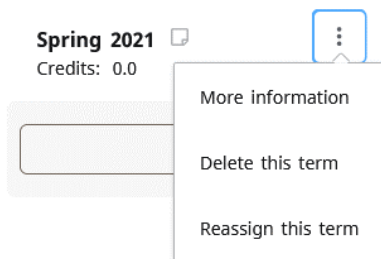 Spring 2021
Credits: 0.0
More information
Delete this term
Reassign this term